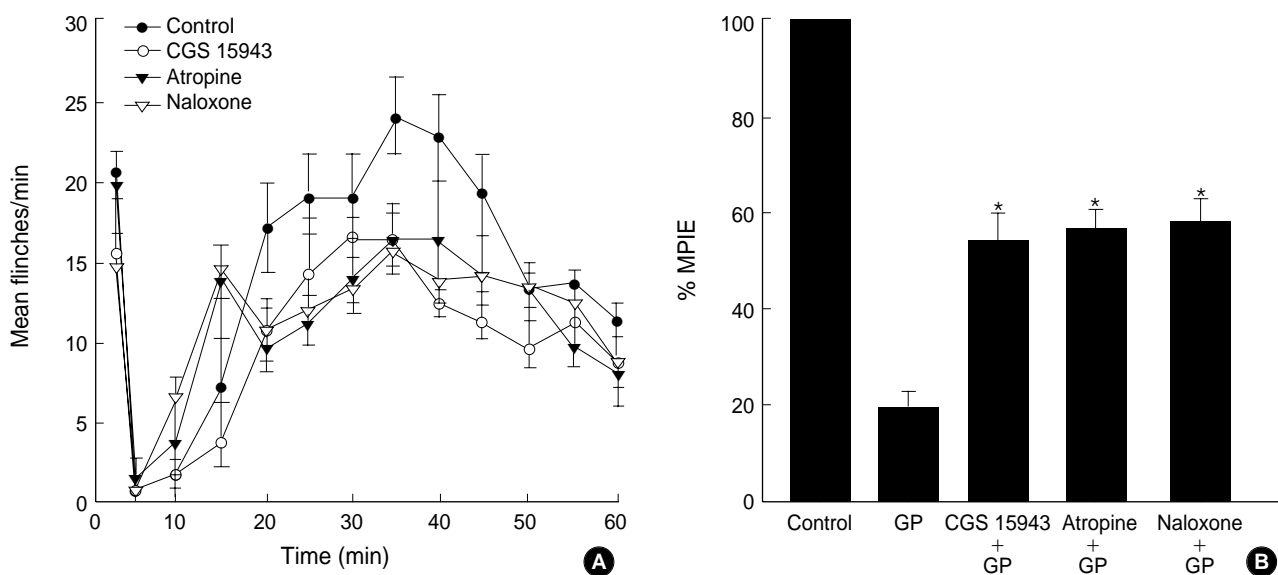 Control
CGS 15943
Atropine
Naloxone
30
25
20
15
10
5
0
Mean flinches/min
0 10 20 30 40 50 60
Time (min)
A
100
80
60
40
20
0
% MPIE
* * *
Control GP CGS 15943 Atropine Naloxone
+ + +
GP GP GP
B